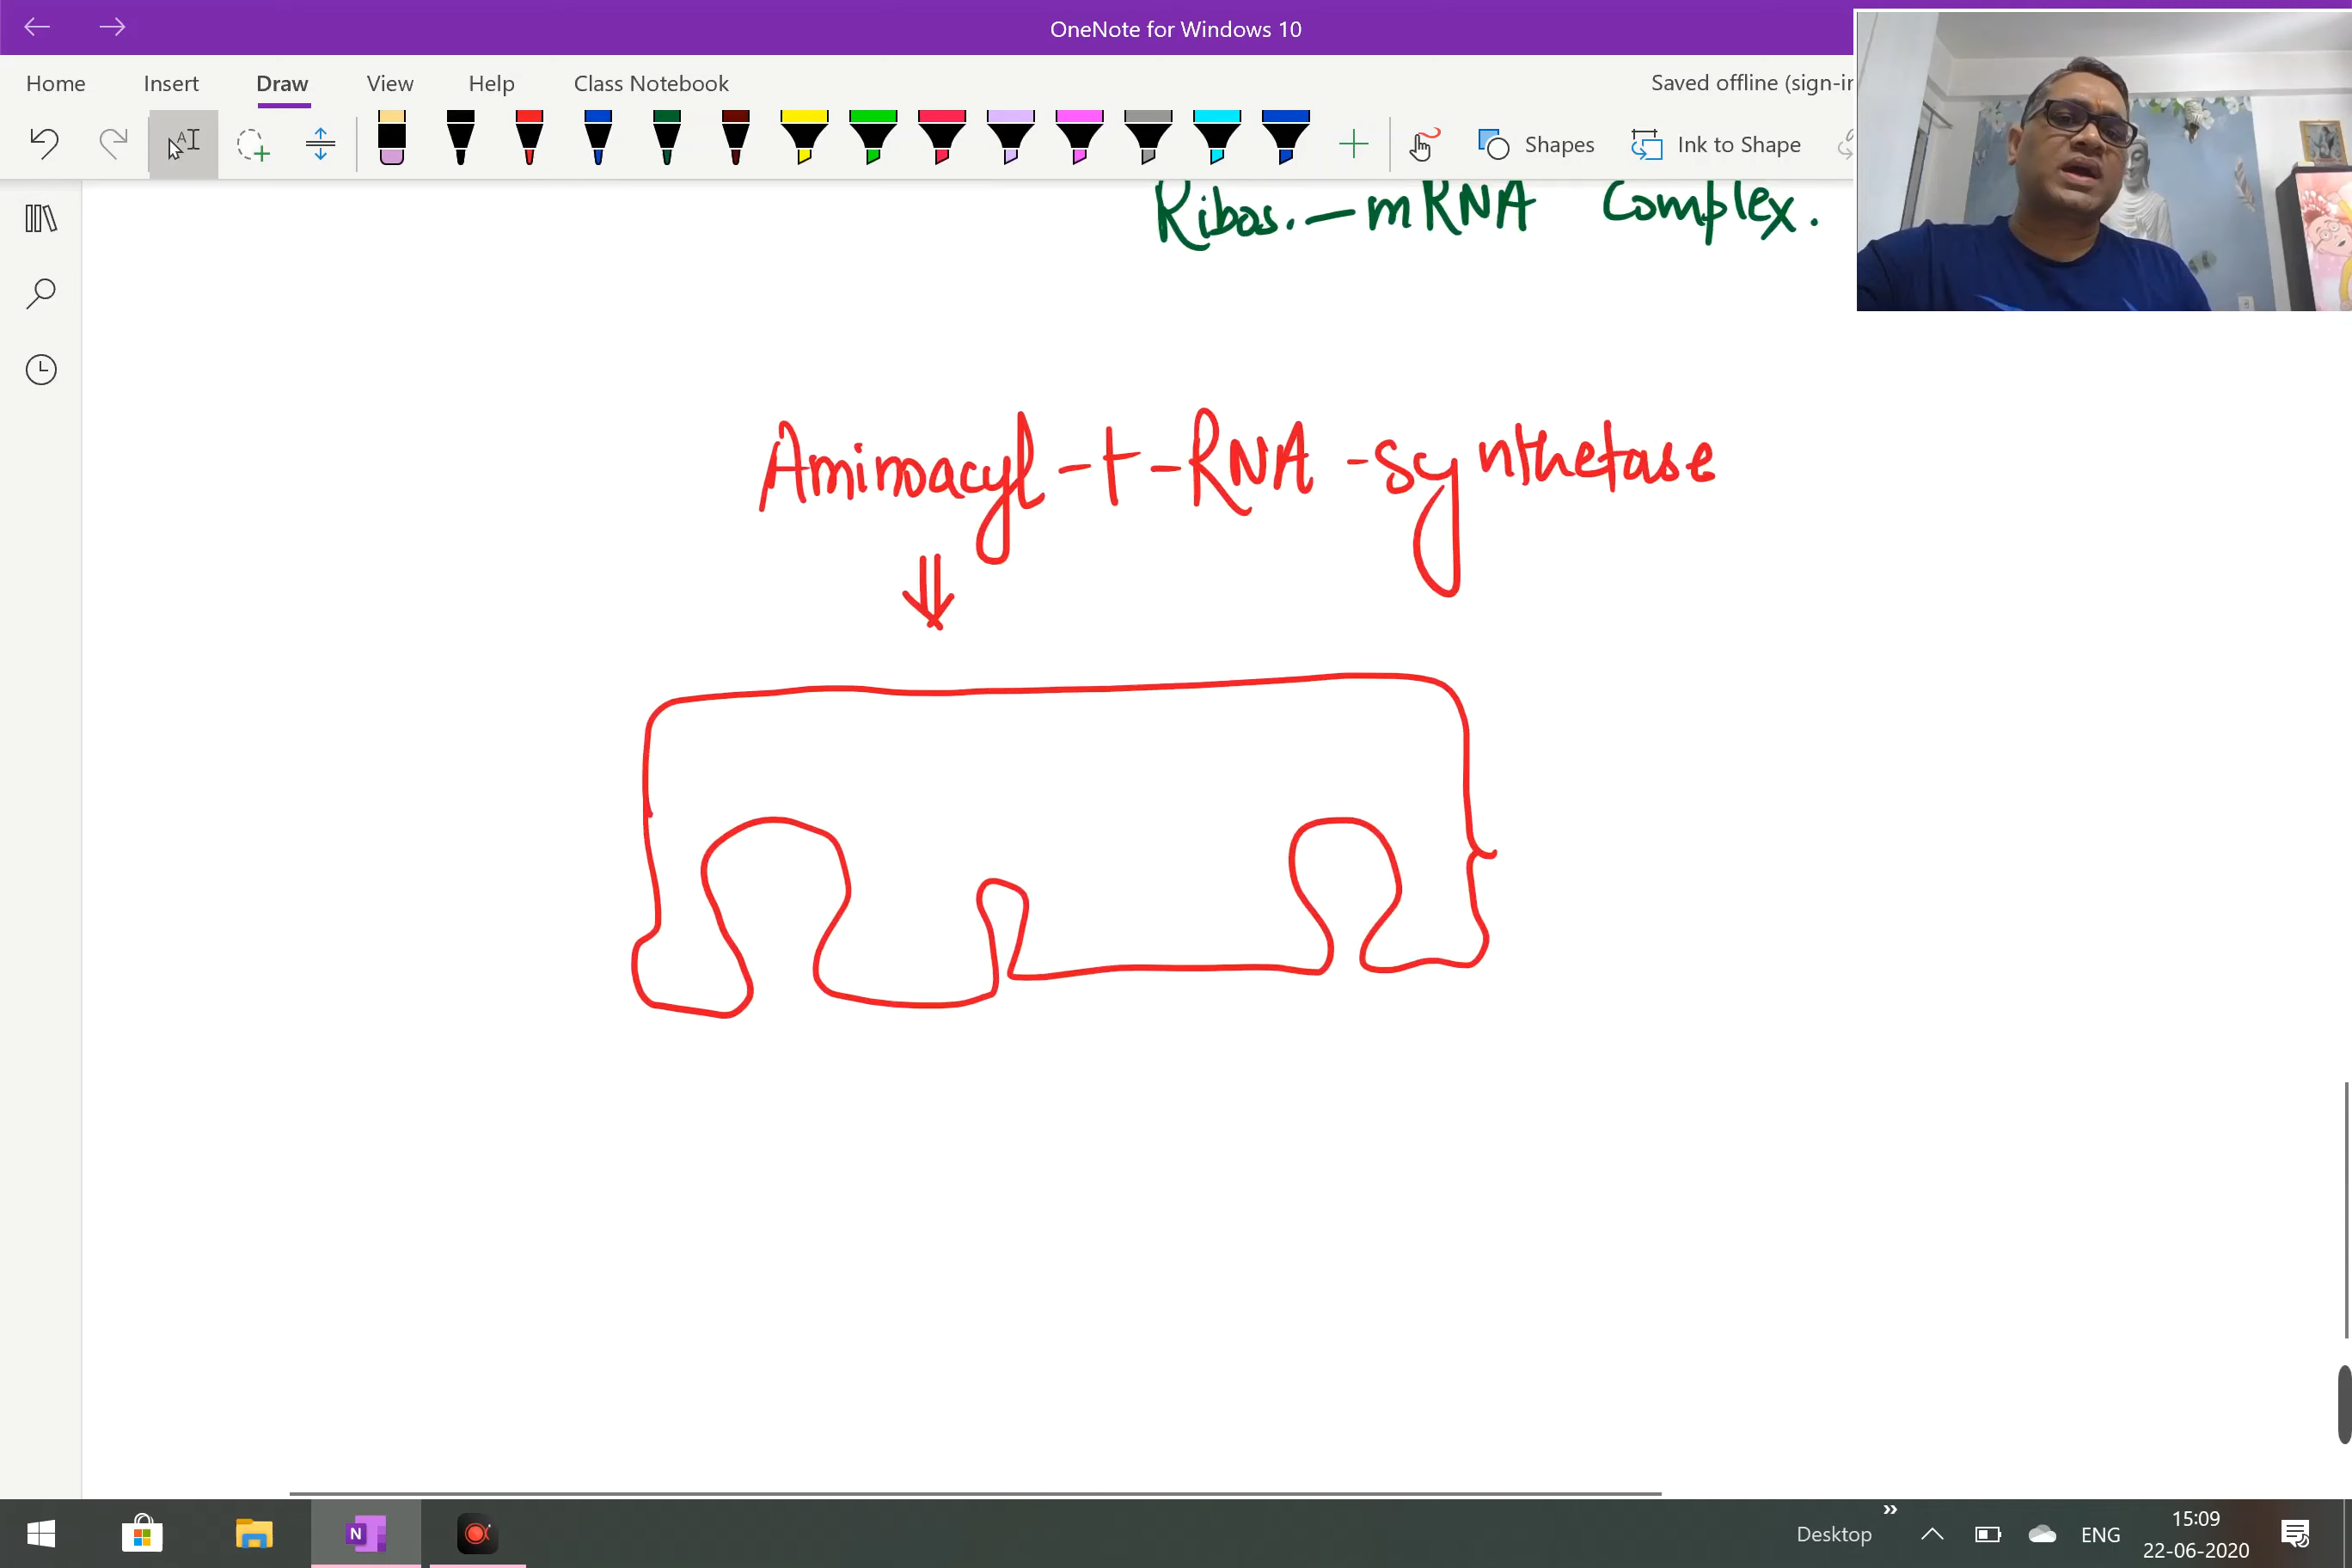 OneNote for Windows 10
Home Insert Draw View Help Class Notebook
Saved offline (sign-in
Shapes Ink to Shape
Ribos. – mRNA Complex.
Aminoacyl-t-RNA-synthetase
Desktop
ENG
15:09
22-06-2020